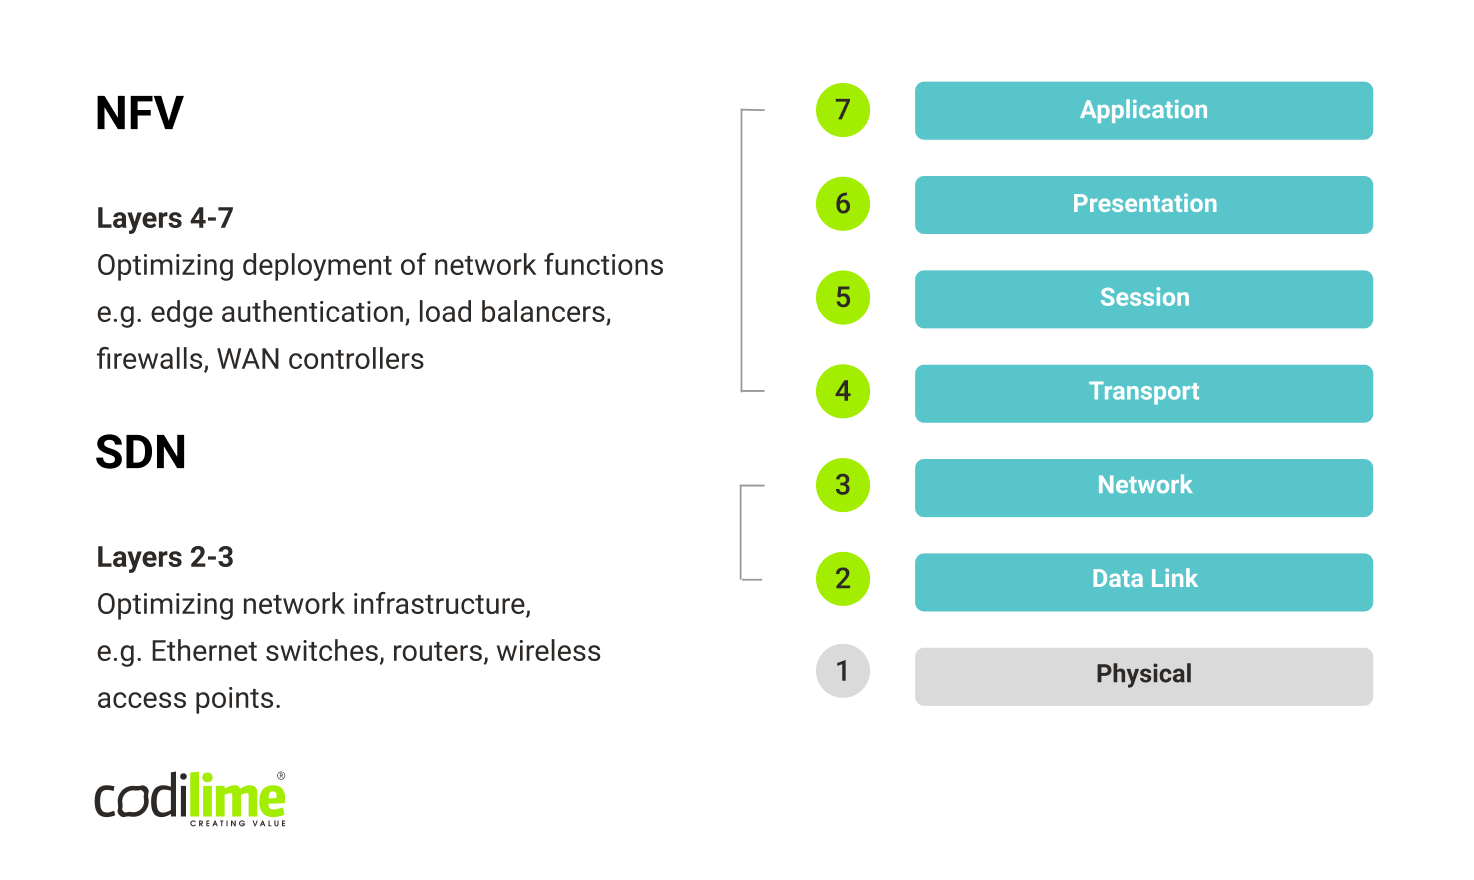 NFV
Layers 4-7
Optimizing deployment of network functions
e.g. edge authentication, load balancers,
firewalls, WAN controllers
SDN
Layers 2-3
Optimizing network infrastructure,
e.g. Ethernet switches, routers, wireless
access points.
7 Application
6 Presentation
5 Session
4 Transport
3 Network
2 Data Link
1 Physical
codilime®
CREATING VALUE